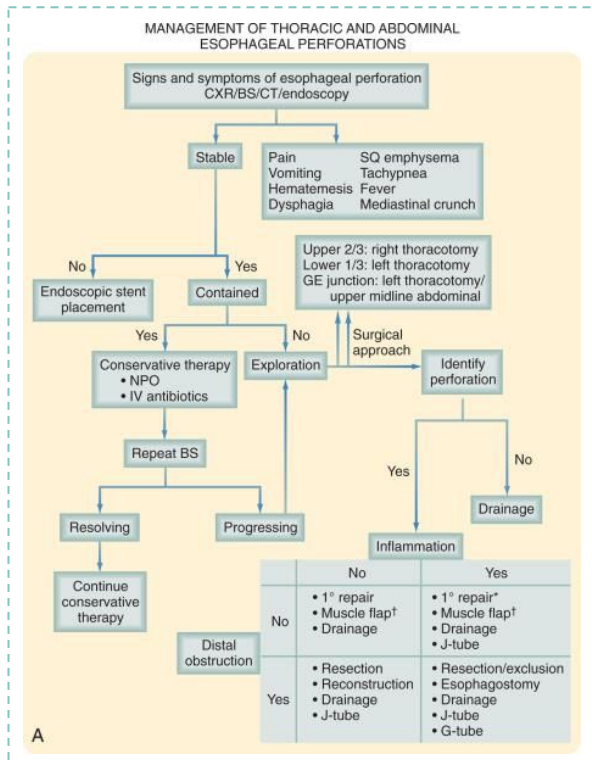 MANAGEMENT OF THORACIC AND ABDOMINAL
ESOPHAGEAL PERFORATIONS
Signs and symptoms of esophageal perforation
CXR/BS/CT/endoscopy
Stable
Pain
Vomiting
Hematemesis
Dysphagia
SQ emphysema
Tachypnea
Fever
Mediastinal crunch
No
Yes
Endoscopic stent
placement
Contained
Upper 2/3: right thoracotomy
Lower 1/3: left thoracotomy
GE junction: left thoracotomy/
upper midline abdominal
Yes
No
Surgical
approach
Conservative therapy
• NPO
• IV antibiotics
Exploration
Identify
perforation
Repeat BS
Yes
No
Drainage
Resolving
Progressing
Inflammation
Continue
conservative
therapy
No
Yes
Distal
obstruction
No
• 1° repair
• Muscle flap†
• Drainage
• 1° repair*
• Muscle flap†
• Drainage
• J-tube
Yes
• Resection
• Reconstruction
• Drainage
• J-tube
• Resection/exclusion
• Esophagostomy
• Drainage
• J-tube
• G-tube
A